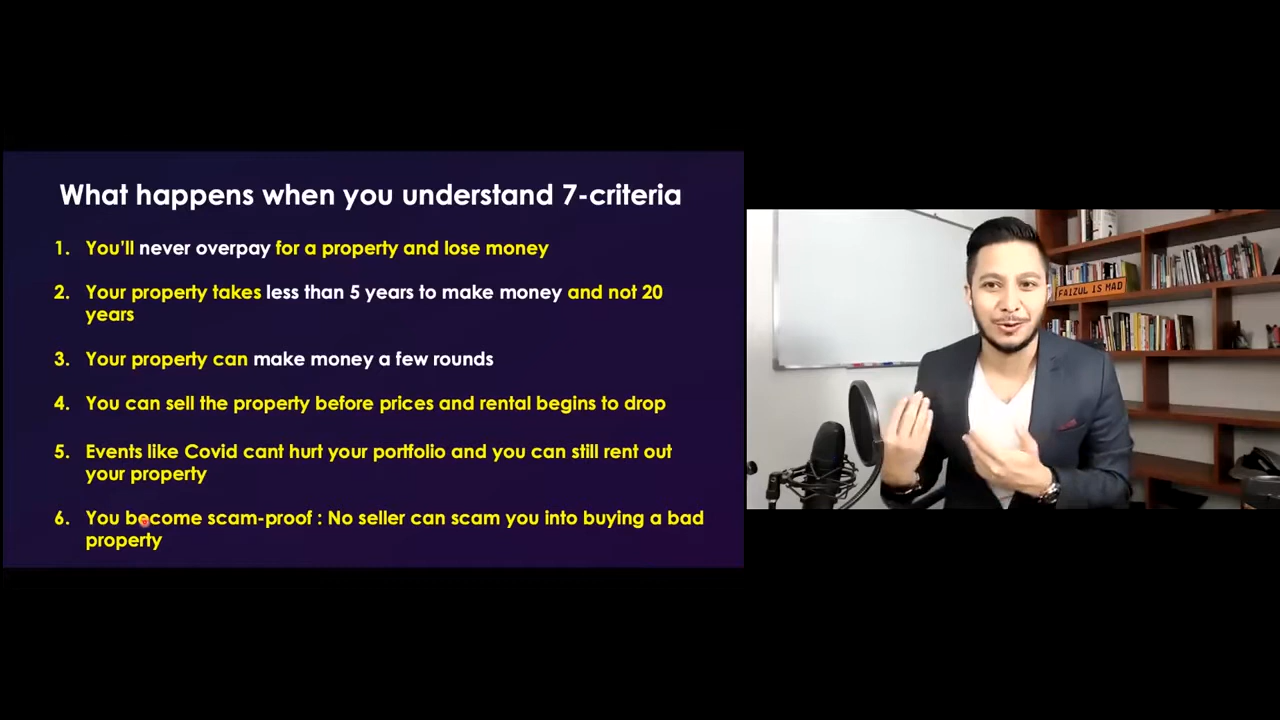 What happens when you understand 7-criteria
1. You'll never overpay for a property and lose money
2. Your property takes less than 5 years to make money and not 20
years
3. Your property can make money a few rounds
4. You can sell the property before prices and rental begins to drop
5. Events like Covid cant hurt your portfolio and you can still rent out
your property
6. You become scam-proof : No seller can scam you into buying a bad
property
FAIZUL IS MAD